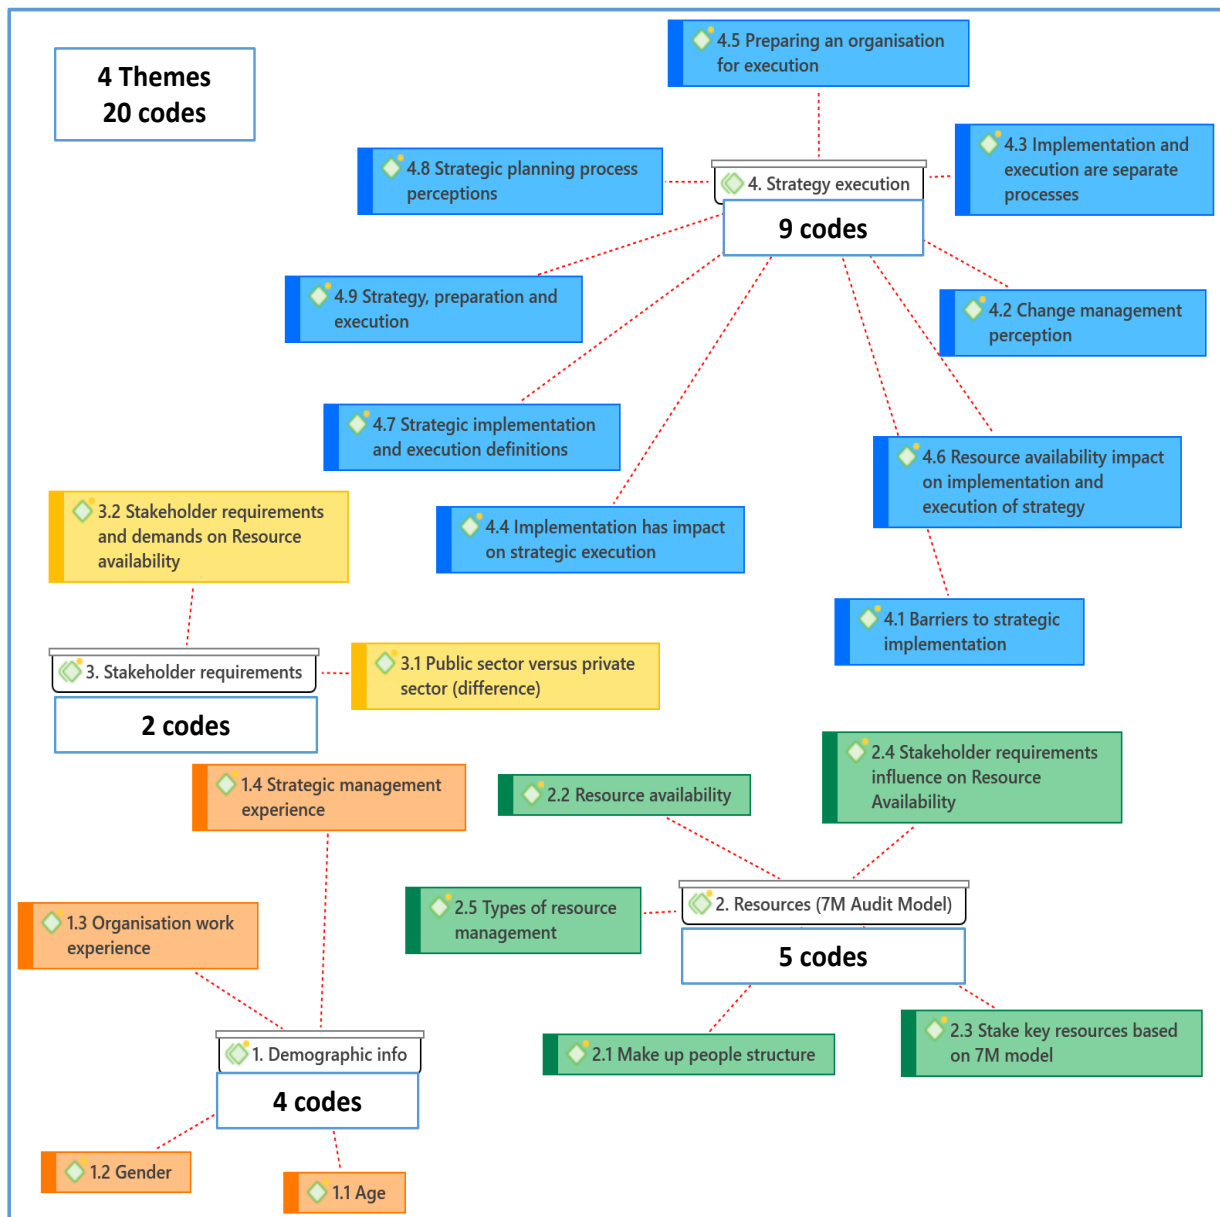 4 Themes
20 codes
4.5 Preparing an organisation
for execution
4.8 Strategic planning process
perceptions
4. Strategy execution
9 codes
4.3 Implementation and
execution are separate
processes
4.9 Strategy, preparation and
execution
4.2 Change management
perception
4.7 Strategic implementation
and execution definitions
4.6 Resource availability impact
on implementation and
execution of strategy
4.4 Implementation has impact
on strategic execution
4.1 Barriers to strategic
implementation
3.2 Stakeholder requirements
and demands on Resource
availability
3. Stakeholder requirements
2 codes
3.1 Public sector versus private
sector (difference)
1.4 Strategic management
experience
2.2 Resource availability
2.4 Stakeholder requirements
influence on Resource
Availability
2.5 Types of resource
management
2. Resources (7M Audit Model)
5 codes
1.3 Organisation work
experience
2.1 Make up people structure
2.3 Stake key resources based
on 7M model
1. Demographic info
4 codes
1.2 Gender
1.1 Age